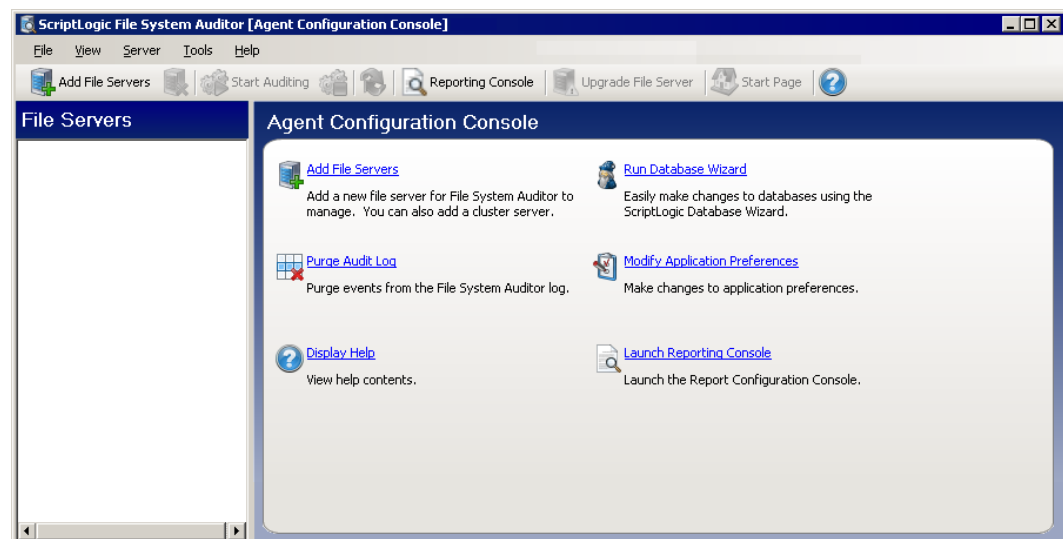 ScriptLogic File System Auditor [Agent Configuration Console]
File View Server Tools Help
Add File Servers Start Auditing Reporting Console Upgrade File Server Start Page
File Servers
Agent Configuration Console
Add File Servers
Add a new file server for File System Auditor to
manage. You can also add a cluster server.
Run Database Wizard
Easily make changes to databases using the
ScriptLogic Database Wizard.
Purge Audit Log
Purge events from the File System Auditor log.
Modify Application Preferences
Make changes to application preferences.
Display Help
View help contents.
Launch Reporting Console
Launch the Report Configuration Console.